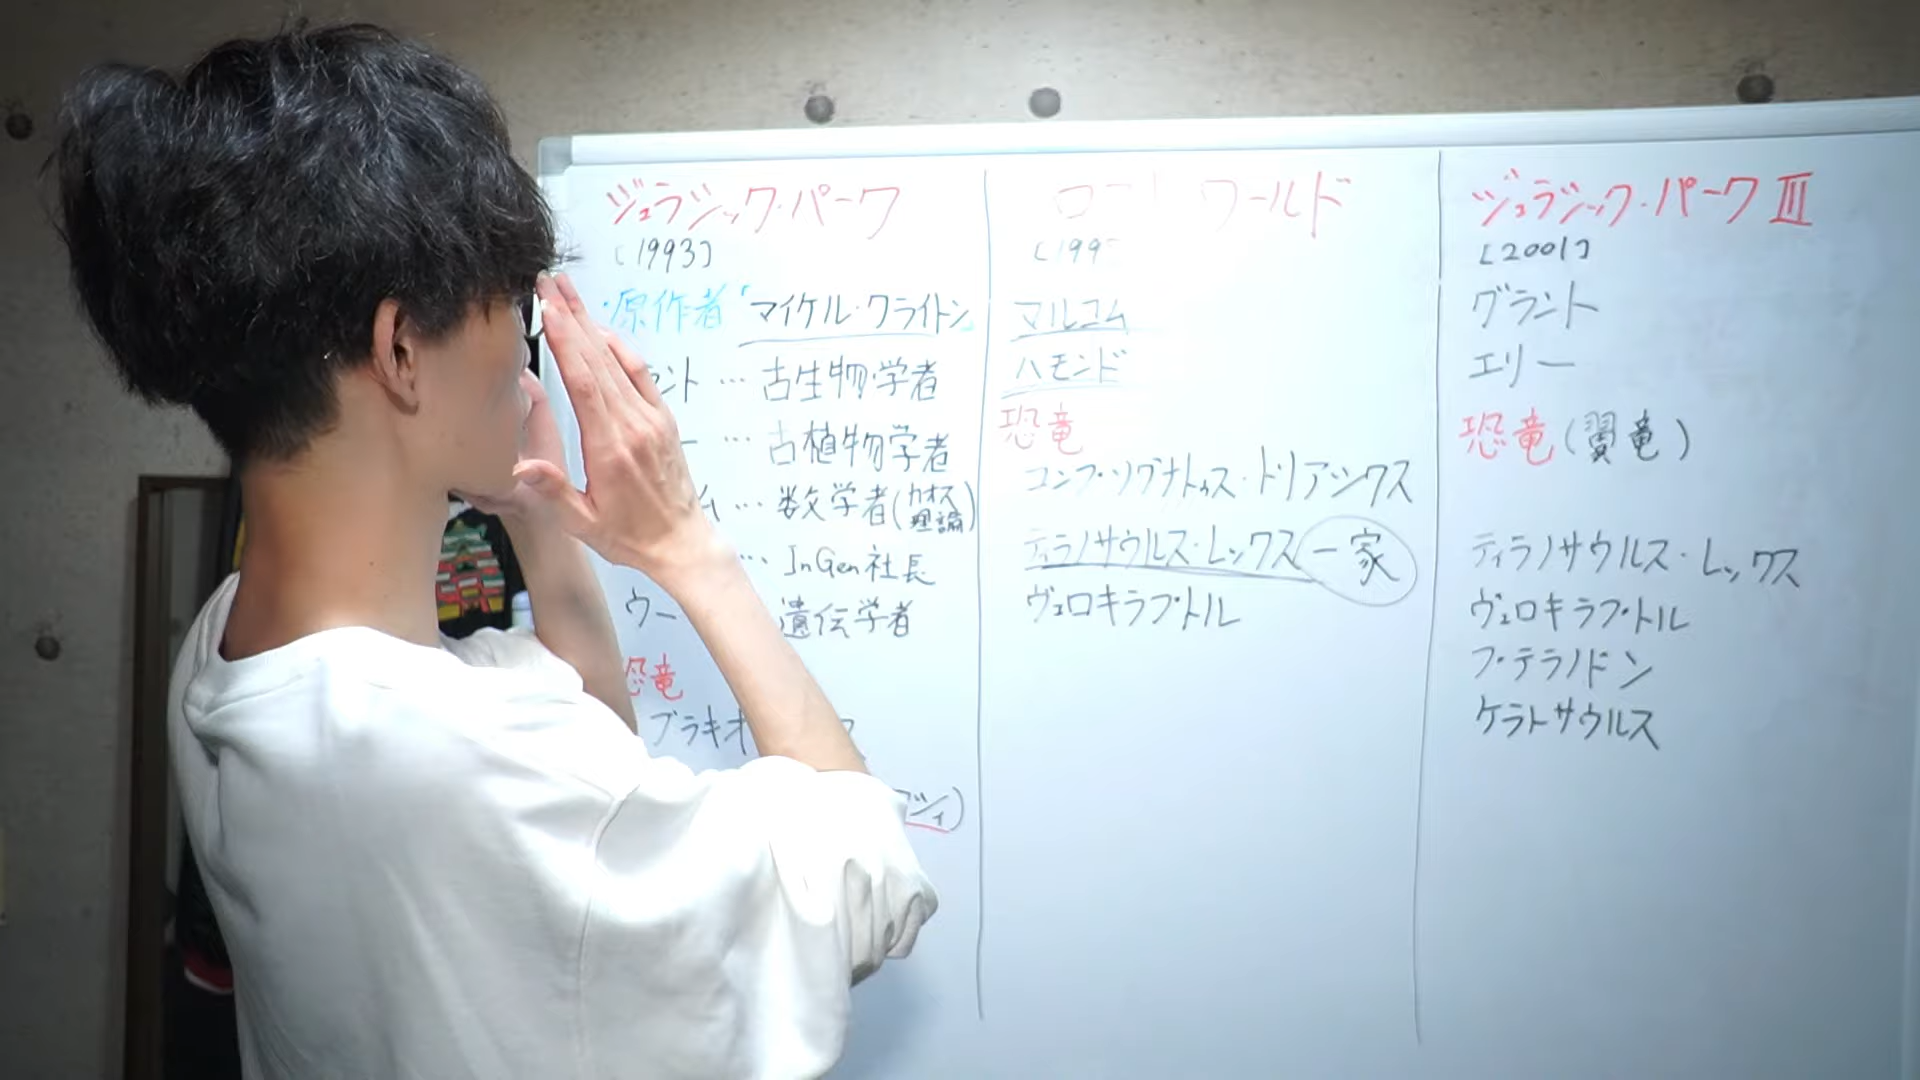 ジュラシック・パーク
[1993]
・原作者「マイケル・クライトン」
ント … 古生物学者
ー … 古植物学者
… 数学者(カオス理論)
… InGen社長
ウー 遺伝学者
恐竜
ブラキオ
ワールド
[199
マルコム
ハモンド
恐竜
コンプソグナトゥス・トリアシクス
ティラノサウルス・レックス一家
ヴェロキラプトル
ジュラシック・パークⅢ
[2001]
グラント
エリー
恐竜(翼竜)
ティラノサウルス・レックス
ヴェロキラプトル
プテラノドン
ケラトサウルス